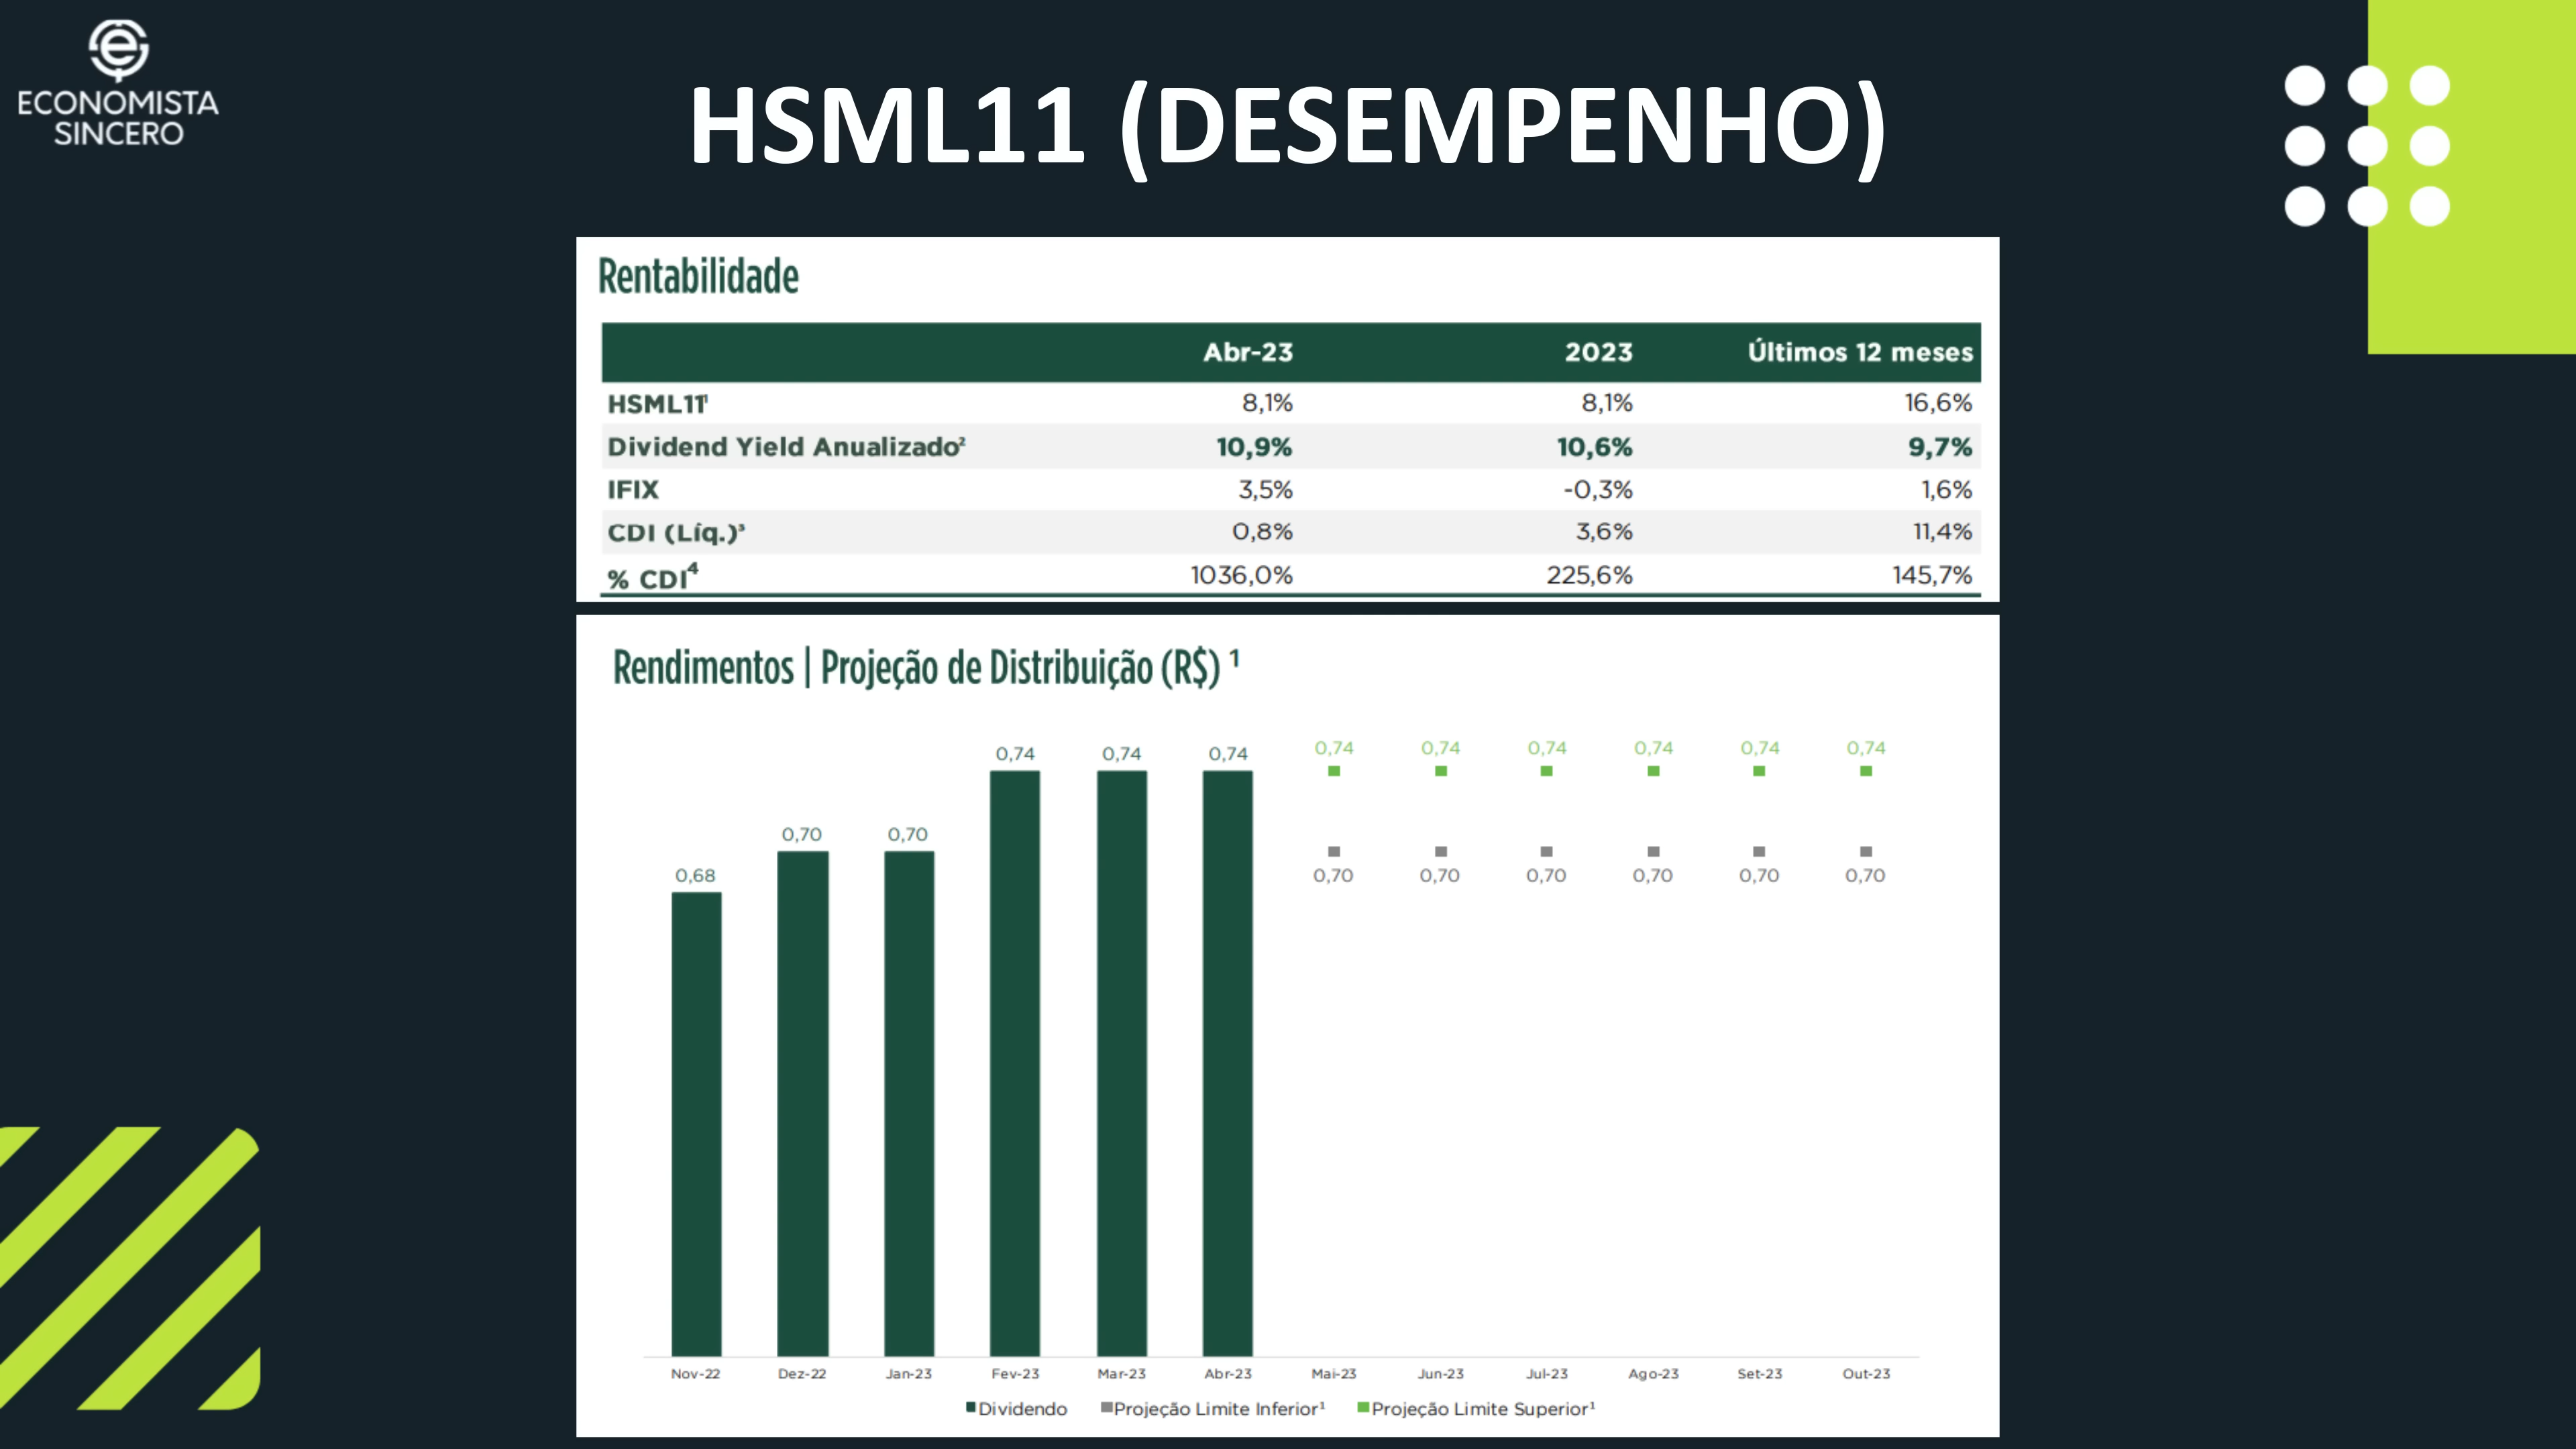 ECONOMISTA
SINCERO
HSML11 (DESEMPENHO)
Rentabilidade
Abr-23 2023 Últimos 12 meses
HSML11¹ 8,1% 8,1% 16,6%
Dividend Yield Anualizado² 10,9% 10,6% 9,7%
IFIX 3,5% -0,3% 1,6%
CDI (Líq.)³ 0,8% 3,6% 11,4%
% CDI⁴ 1036,0% 225,6% 145,7%
Rendimentos | Projeção de Distribuição (R$) ¹
0,74 0,74 0,74 0,74 0,74 0,74 0,74 0,74 0,74
0,70 0,70
0,68 0,70 0,70 0,70 0,70 0,70 0,70
Nov-22 Dez-22 Jan-23 Fev-23 Mar-23 Abr-23 Mai-23 Jun-23 Jul-23 Ago-23 Set-23 Out-23
Dividendo Projeção Limite Inferior¹ Projeção Limite Superior¹